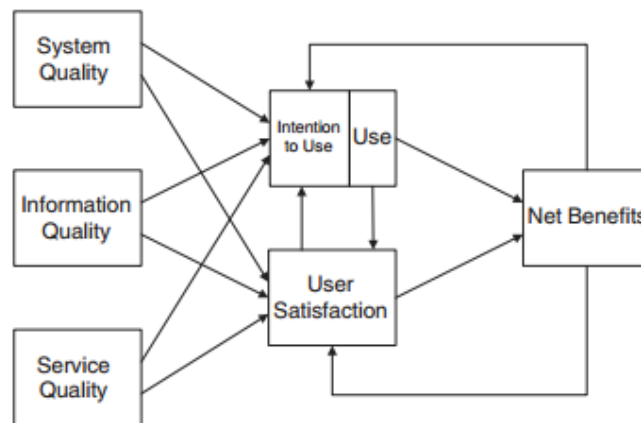 System
Quality
Intention
to Use
Use
Information
Quality
Net Benefits
User
Satisfaction
Service
Quality